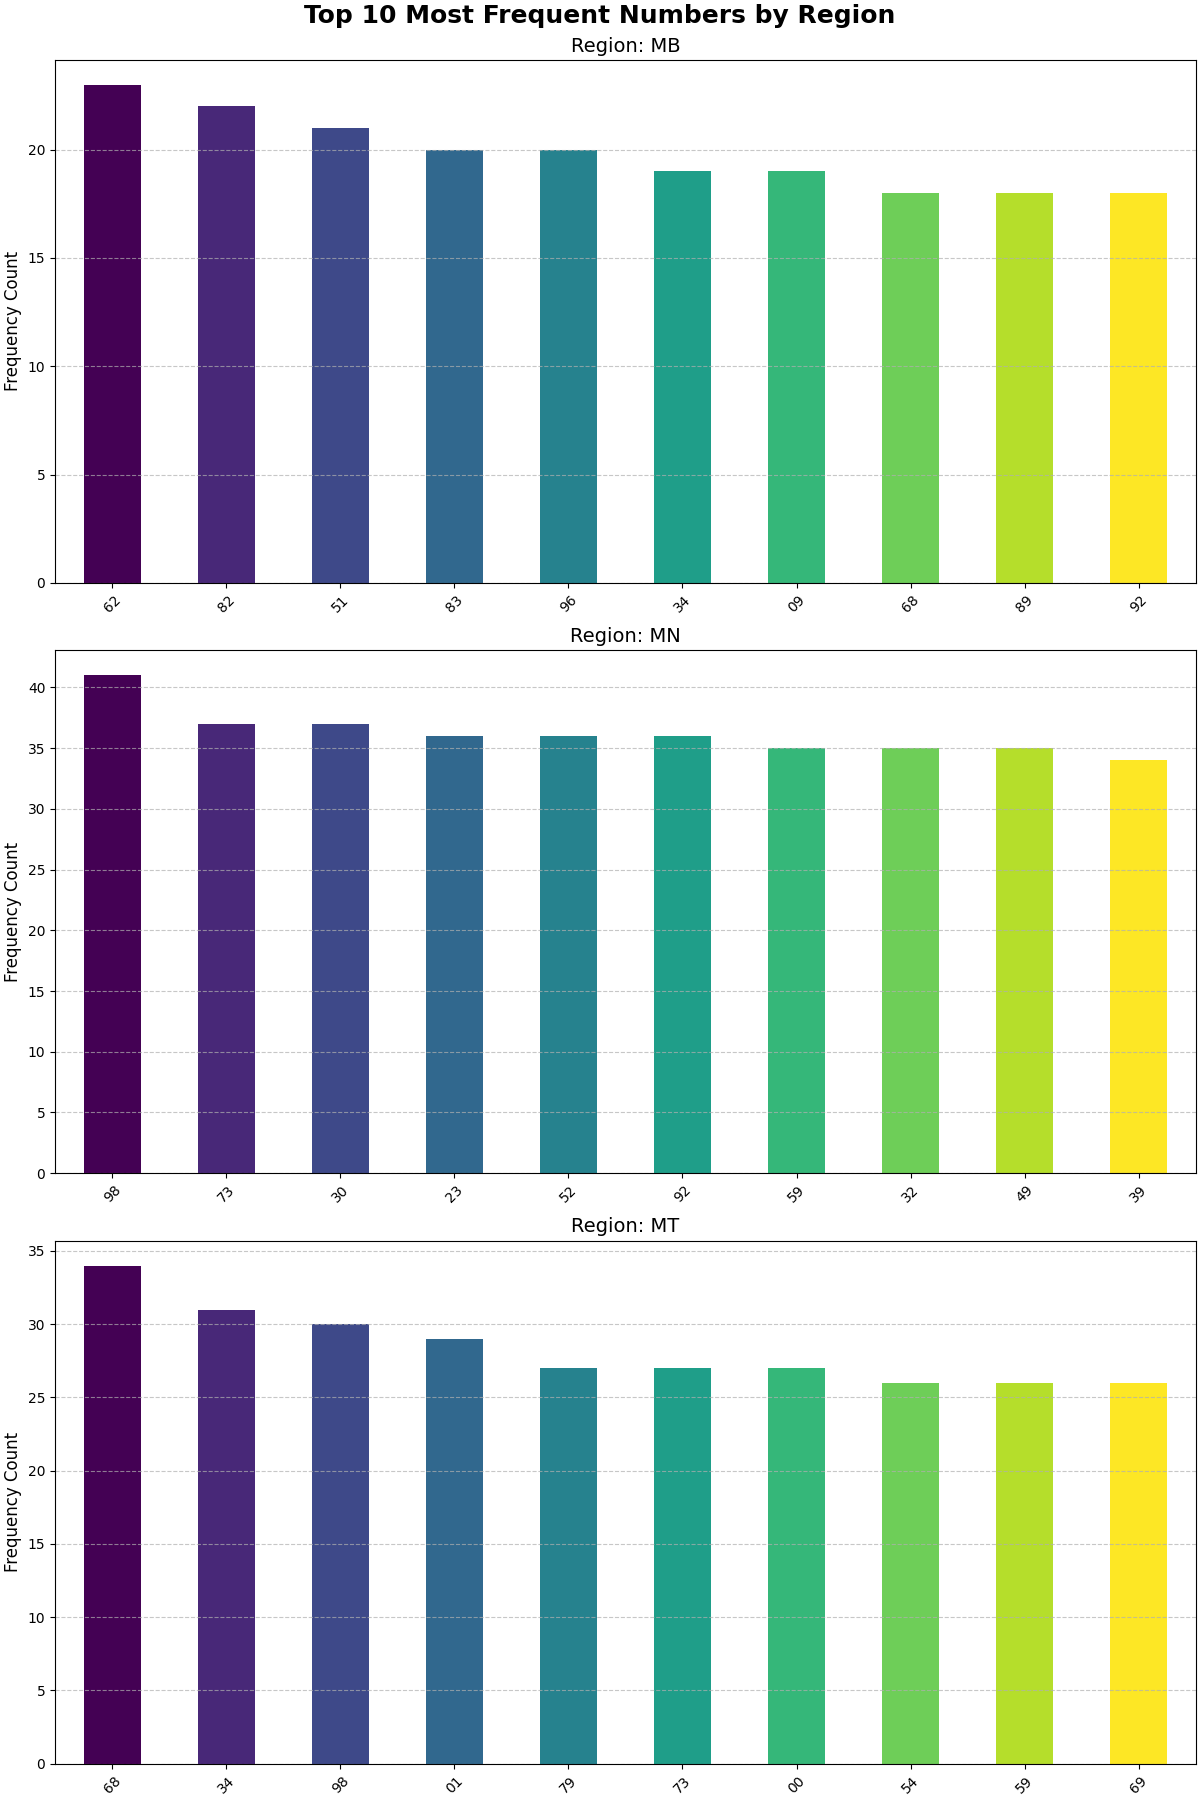 Top 10 Most Frequent Numbers by Region
Region: MB
Frequency Count
20
15
10
5
0
62 82 51 83 96 34 09 68 89 92
Region: MN
Frequency Count
40
35
30
25
20
15
10
5
0
98 73 30 23 52 92 59 32 49 39
Region: MT
Frequency Count
35
30
25
20
15
10
5
0
68 34 98 01 79 73 00 54 59 69